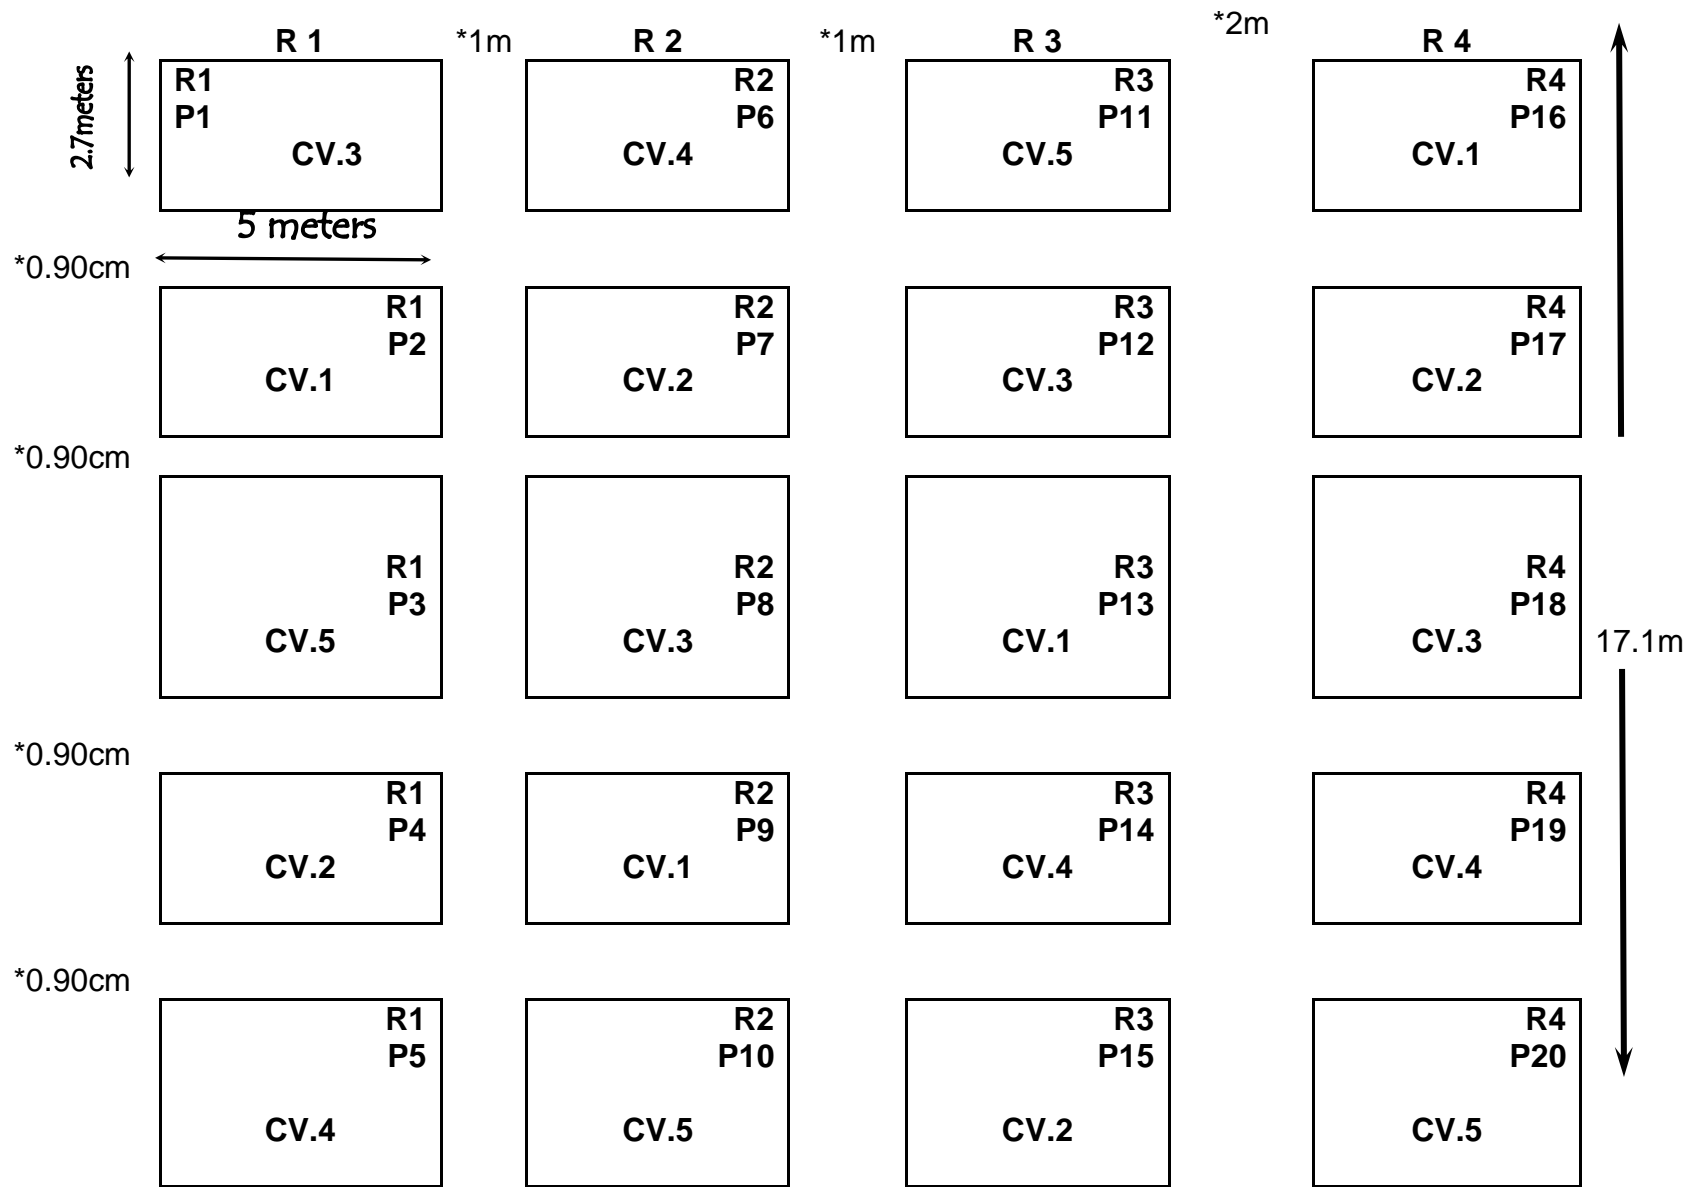 *2m
R 1 *1m R 2 *1m R 3 R 4
2.7meters
R1 R2 R3 R4
P1 P6 P11 P16
CV.3 CV.4 CV.5 CV.1
5 meters
*0.90cm
R1 R2 R3 R4
P2 P7 P12 P17
CV.1 CV.2 CV.3 CV.2
*0.90cm
R1 R2 R3 R4
P3 P8 P13 P18
CV.5 CV.3 CV.1 CV.3 17.1m
*0.90cm
R1 R2 R3 R4
P4 P9 P14 P19
CV.2 CV.1 CV.4 CV.4
*0.90cm
R1 R2 R3 R4
P5 P10 P15 P20
CV.4 CV.5 CV.2 CV.5